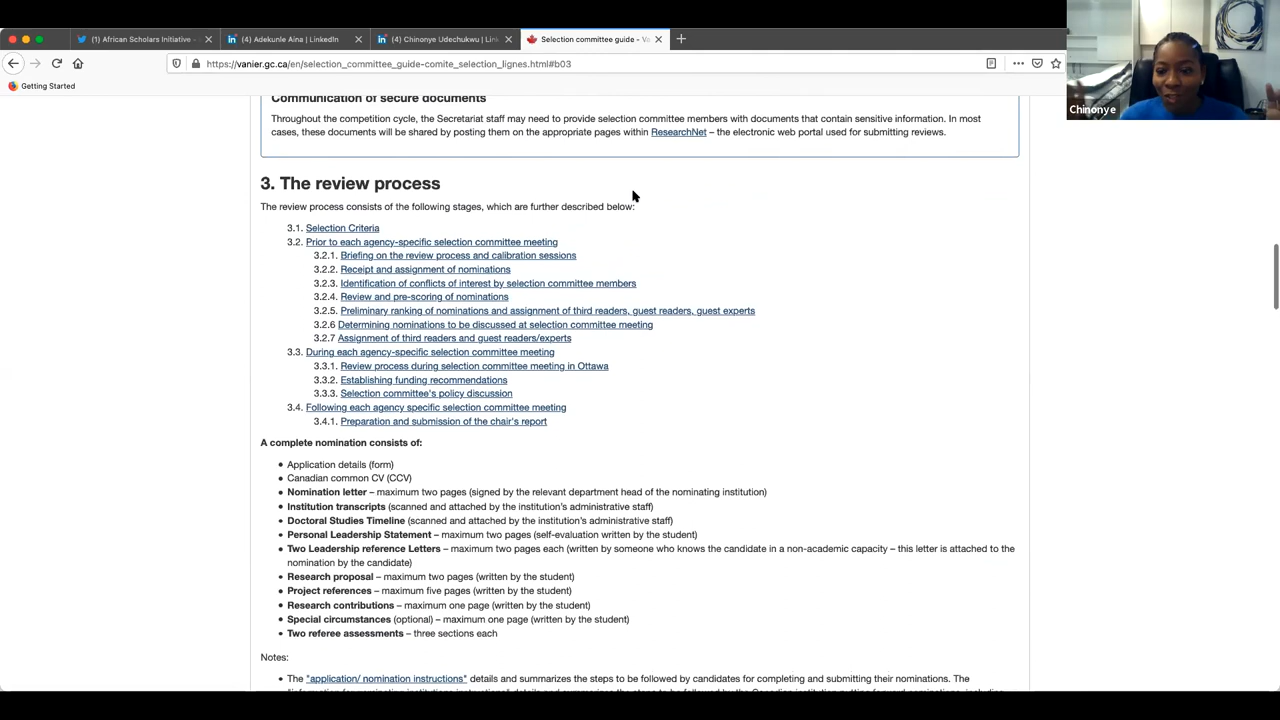 (1) African Scholars Initiative -
(4) Adekunle Aina | LinkedIn
(4) Chinonye Udechukwu | Link
Selection committee guide - Va
https://vanier.gc.ca/en/selection_committee_guide-comite_selection_lignes.html#b03
Getting Started
Chinonye
Communication of secure documents
Throughout the competition cycle, the Secretariat staff may need to provide selection committee members with documents that contain sensitive information. In most
cases, these documents will be shared by posting them on the appropriate pages within ResearchNet – the electronic web portal used for submitting reviews.
3. The review process
The review process consists of the following stages, which are further described below:
3.1. Selection Criteria
3.2. Prior to each agency-specific selection committee meeting
3.2.1. Briefing on the review process and calibration sessions
3.2.2. Receipt and assignment of nominations
3.2.3. Identification of conflicts of interest by selection committee members
3.2.4. Review and pre-scoring of nominations
3.2.5. Preliminary ranking of nominations and assignment of third readers, guest readers, guest experts
3.2.6 Determining nominations to be discussed at selection committee meeting
3.2.7 Assignment of third readers and guest readers/experts
3.3. During each agency-specific selection committee meeting
3.3.1. Review process during selection committee meeting in Ottawa
3.3.2. Establishing funding recommendations
3.3.3. Selection committee's policy discussion
3.4. Following each agency specific selection committee meeting
3.4.1. Preparation and submission of the chair's report
A complete nomination consists of:
• Application details (form)
• Canadian common CV (CCV)
• Nomination letter – maximum two pages (signed by the relevant department head of the nominating institution)
• Institution transcripts (scanned and attached by the institution's administrative staff)
• Doctoral Studies Timeline (scanned and attached by the institution's administrative staff)
• Personal Leadership Statement – maximum two pages (self-evaluation written by the student)
• Two Leadership reference Letters – maximum two pages each (written by someone who knows the candidate in a non-academic capacity – this letter is attached to the
nomination by the candidate)
• Research proposal – maximum two pages (written by the student)
• Project references – maximum five pages (written by the student)
• Research contributions – maximum one page (written by the student)
• Special circumstances (optional) – maximum one page (written by the student)
• Two referee assessments – three sections each
Notes:
• The "application/ nomination instructions" details and summarizes the steps to be followed by candidates for completing and submitting their nominations. The